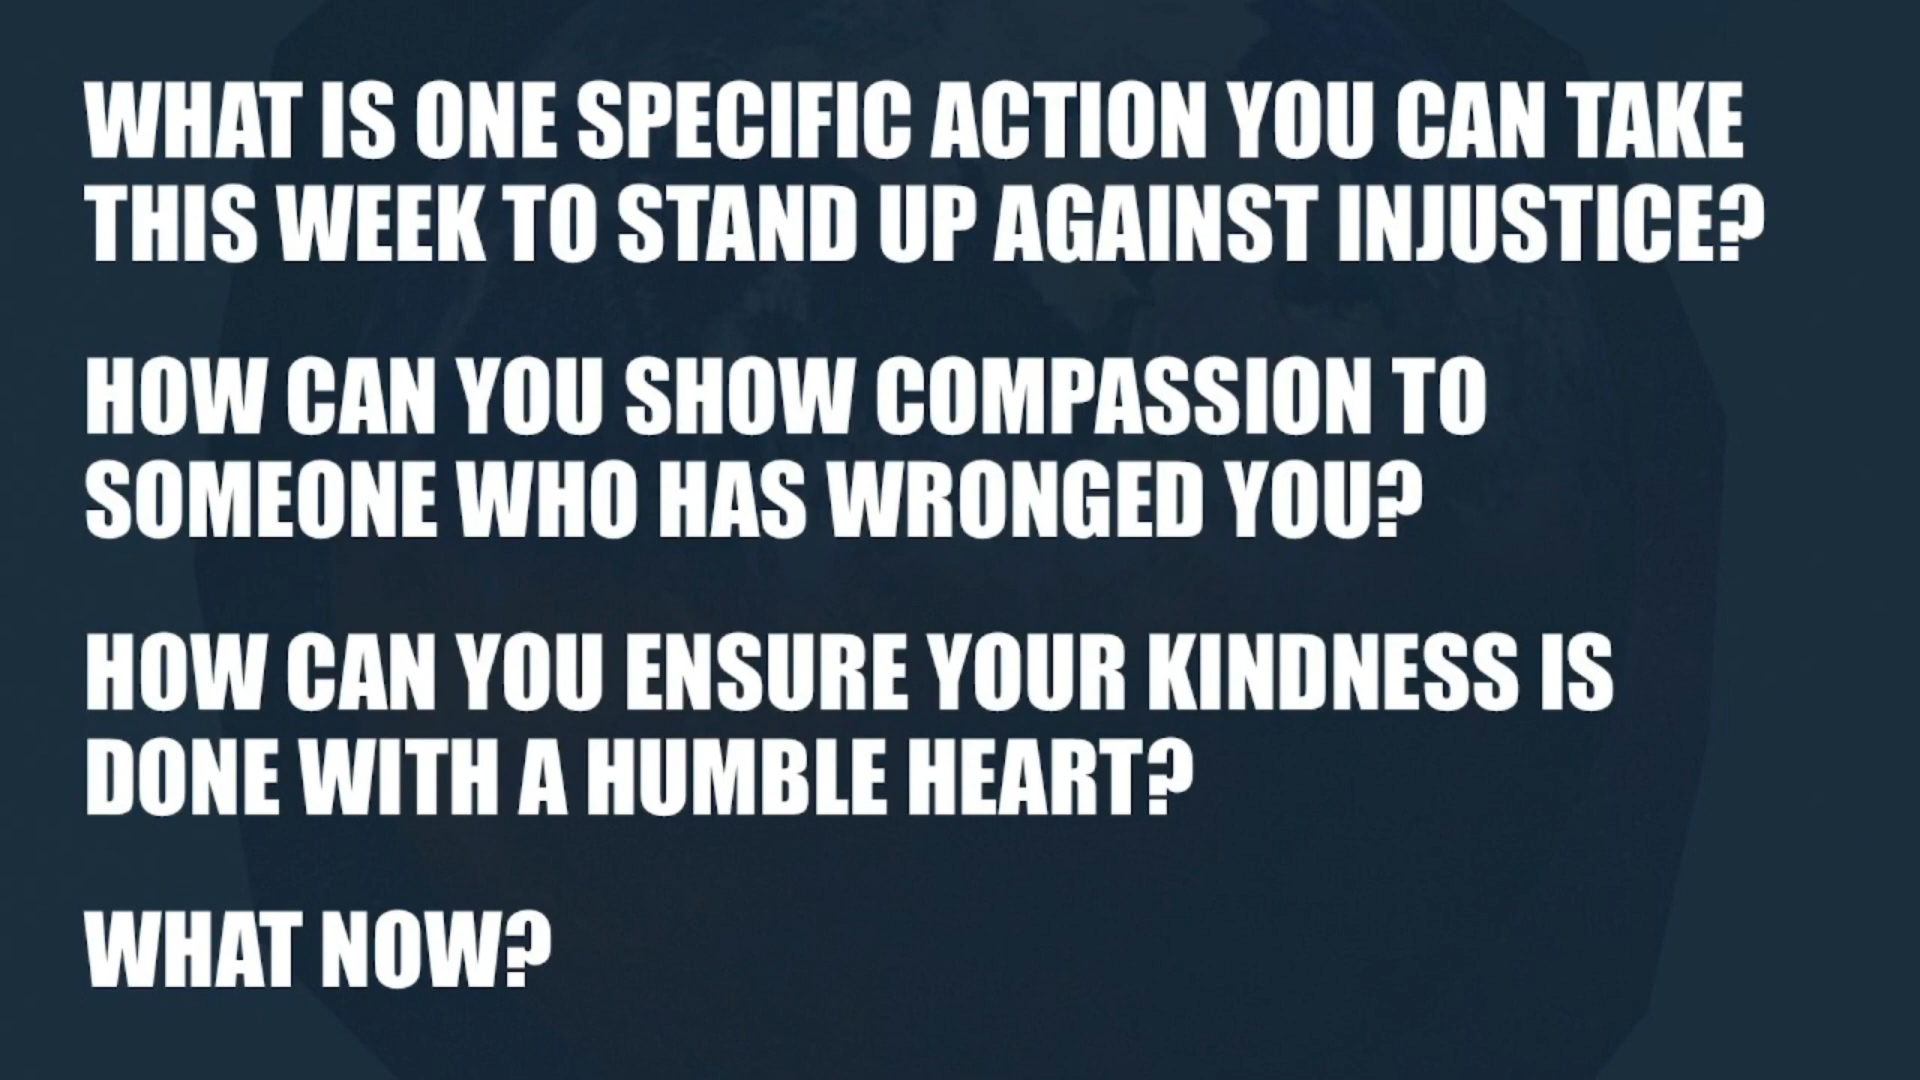 WHAT IS ONE SPECIFIC ACTION YOU CAN TAKE
THIS WEEK TO STAND UP AGAINST INJUSTICE?
HOW CAN YOU SHOW COMPASSION TO
SOMEONE WHO HAS WRONGED YOU?
HOW CAN YOU ENSURE YOUR KINDNESS IS
DONE WITH A HUMBLE HEART?
WHAT NOW?